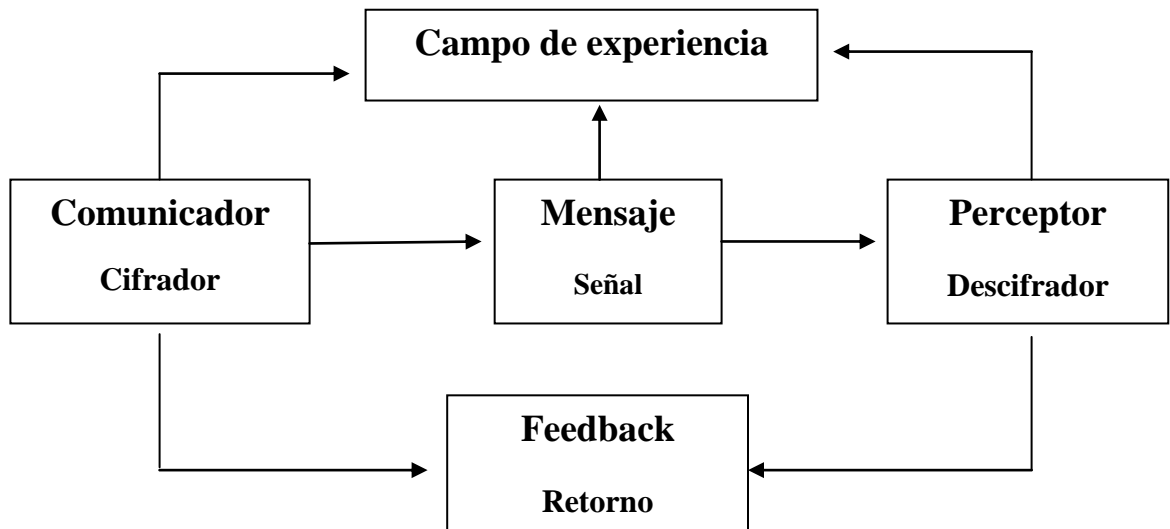 Campo de experiencia
Comunicador
Cifrador
Mensaje
Señal
Perceptor
Descifrador
Feedback
Retorno